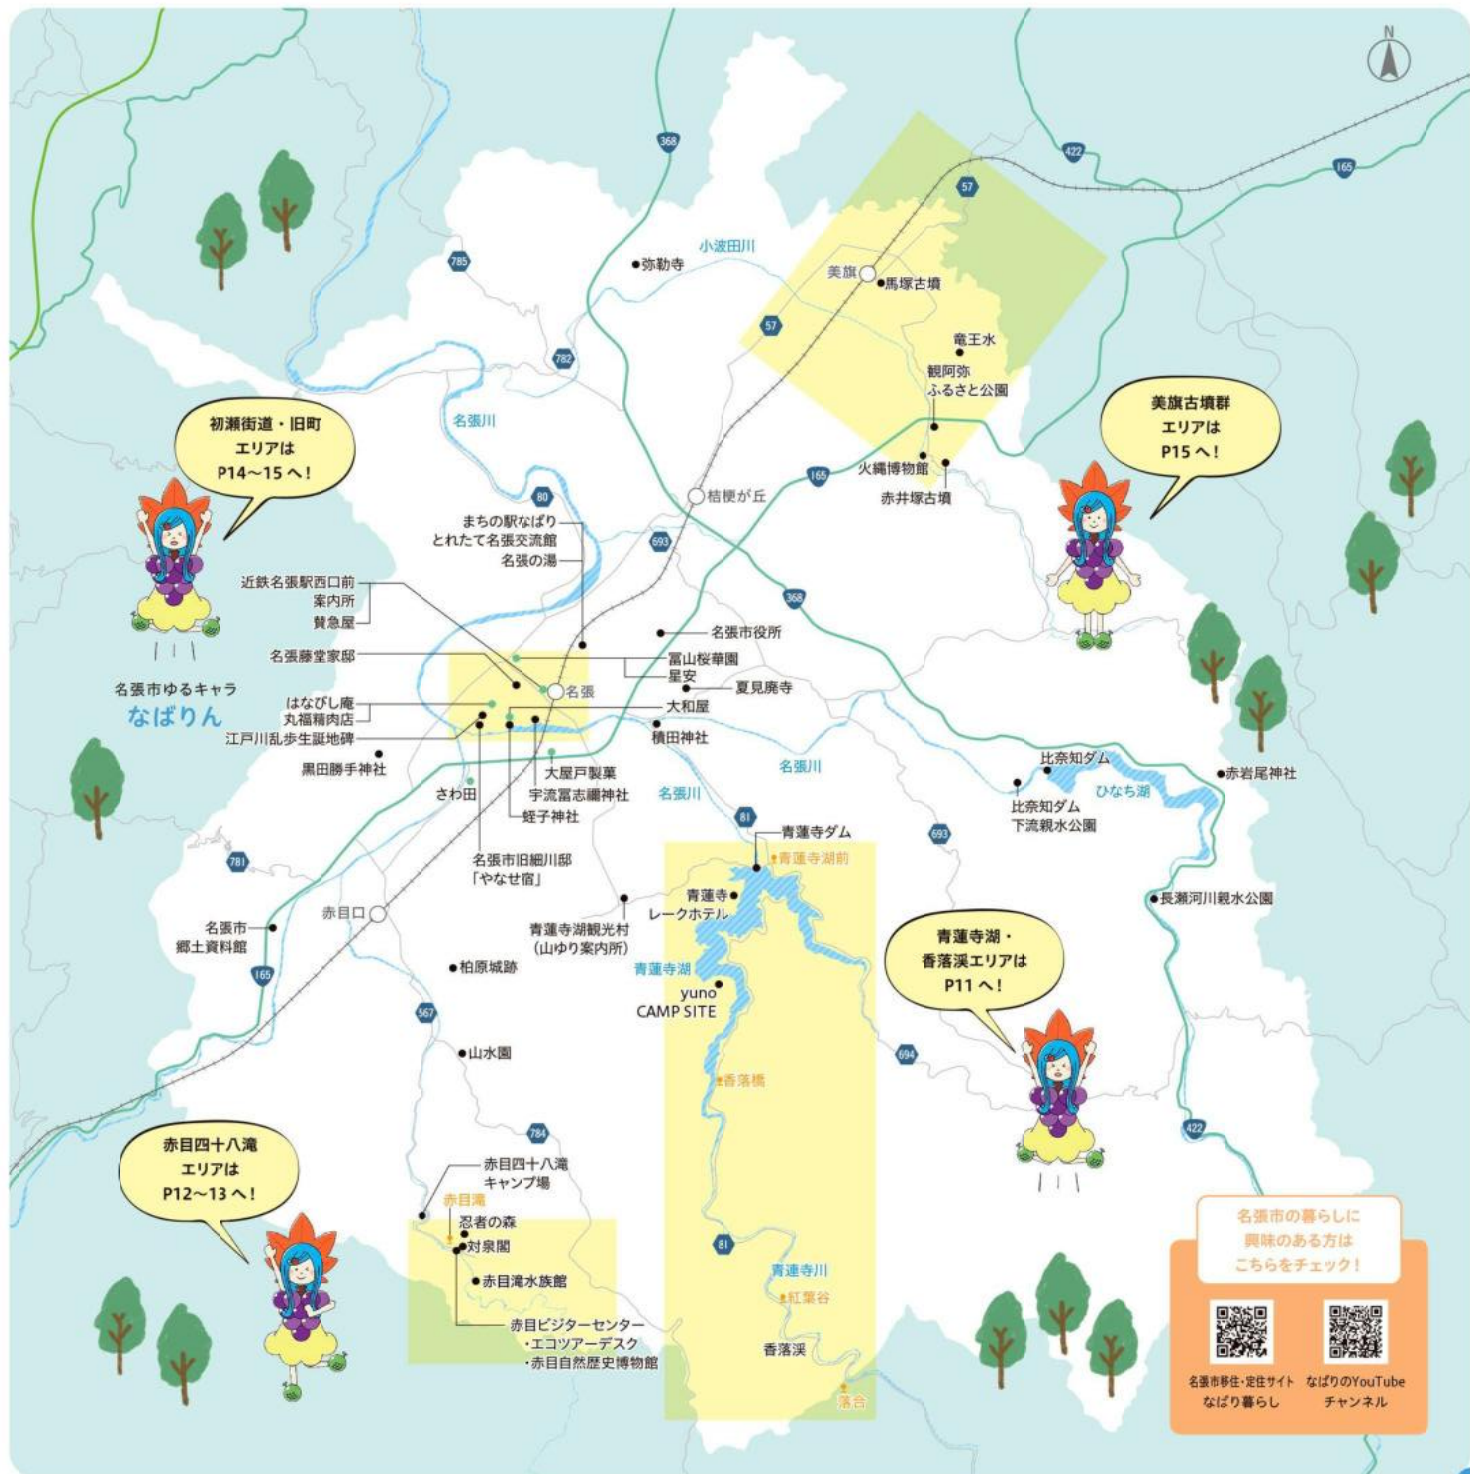 N
368
422
165
57
小波田川
785
弥勒寺
美旗
馬塚古墳
57
782
竜王水
観阿弥
ふるさと公園
初瀬街道・旧町
エリアは
P14〜15 へ!
名張川
美旗古墳群
エリアは
P15 へ!
火縄博物館
赤井塚古墳
165
80
桔梗が丘
まちの駅なばり
とれたて名張交流館
名張の湯
693
近鉄名張駅西口前
案内所
賛急屋
368
名張市役所
名張藤堂家邸
冨山桜華園
星安
名張
夏見廃寺
名張市ゆるキャラ
なばりん
はなびし庵
丸福精肉店
江戸川乱歩生誕地碑
大和屋
積田神社
黒田勝手神社
大屋戸製菓
宇流冨志禰神社
蛭子神社
さわ田
名張川
名張川
比奈知ダム
ひなち湖
赤岩尾神社
比奈知ダム
下流親水公園
81
693
青蓮寺ダム
青蓮寺湖前
781
名張市旧細川邸
「やなせ宿」
青蓮寺
レークホテル
長瀬河川親水公園
赤目口
名張市
郷土資料館
青蓮寺湖観光村
(山ゆり案内所)
青蓮寺湖・
香落渓エリアは
P11 へ!
165
柏原城跡
青蓮寺湖
yuno
CAMP SITE
567
山水園
694
香落橋
422
784
赤目四十八滝
エリアは
P12〜13 へ!
赤目四十八滝
キャンプ場
赤目滝
忍者の森
対泉閣
赤目滝水族館
赤目ビジターセンター
・エコツアーデスク
・赤目自然歴史博物館
81
青連寺川
紅葉谷
香落渓
落合
名張市の暮らしに
興味のある方は
こちらをチェック!
名張市移住・定住サイト
なばり暮らし
なばりのYouTube
チャンネル